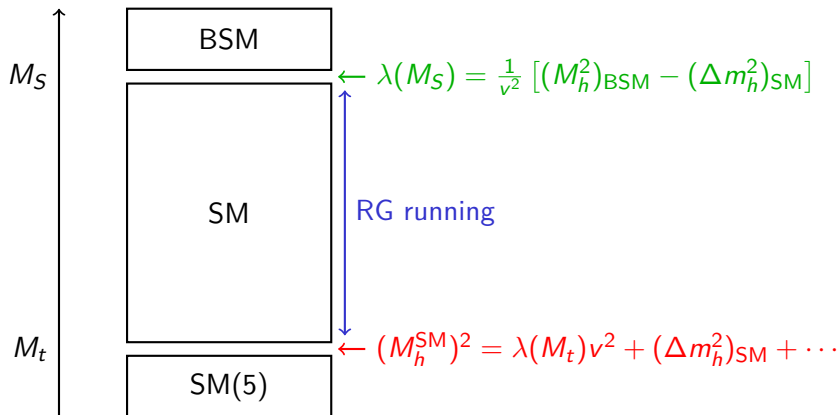 BSM
M_S
← λ(M_S) = 1/v² [(M_h²)_BSM − (Δm_h²)_SM]
SM
RG running
M_t
← (M_h^SM)² = λ(M_t)v² + (Δm_h²)_SM + ⋯
SM(5)